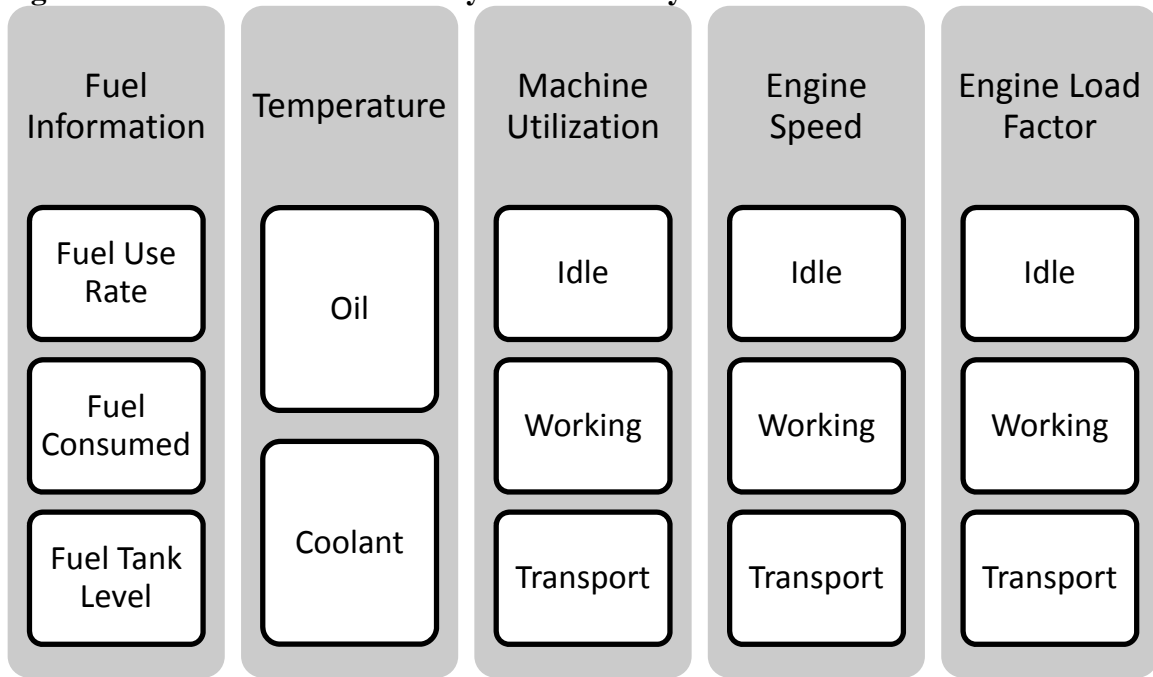 Fuel
Information
Fuel Use
Rate
Fuel
Consumed
Fuel Tank
Level
Temperature
Oil
Coolant
Machine
Utilization
Idle
Working
Transport
Engine
Speed
Idle
Working
Transport
Engine Load
Factor
Idle
Working
Transport